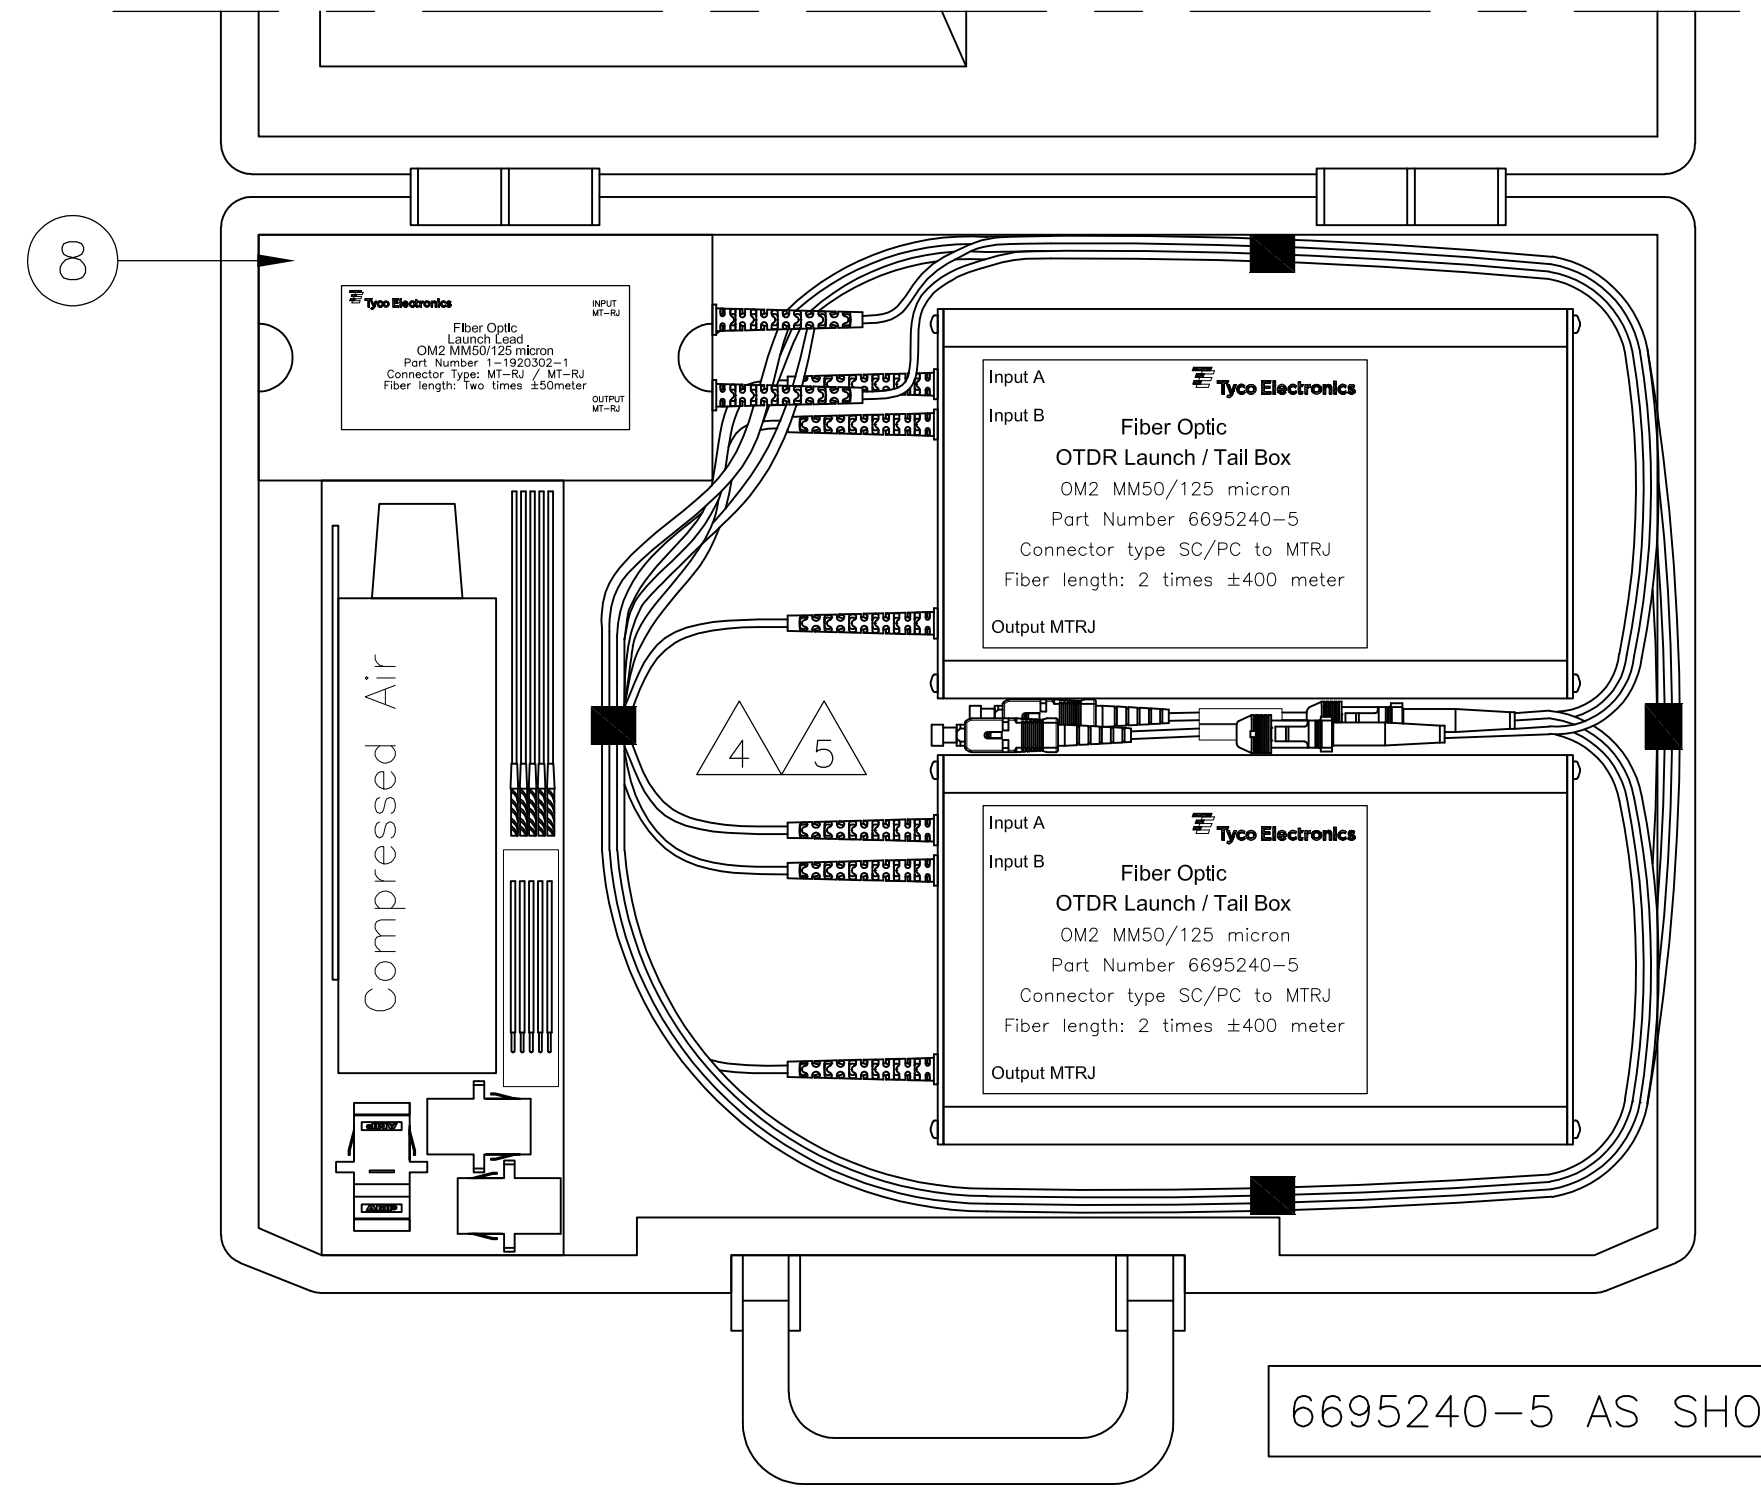 8
Tyco Electronics
INPUT
MT-RJ
Fiber Optic
Launch Lead
OM2 MM50/125 micron
Part Number 1-1920302-1
Connector Type: MT-RJ / MT-RJ
Fiber length: Two times ±50meter
OUTPUT
MT-RJ
Input A
Tyco Electronics
Input B
Fiber Optic
OTDR Launch / Tail Box
OM2 MM50/125 micron
Part Number 6695240-5
Connector type SC/PC to MTRJ
Fiber length: 2 times ±400 meter
Output MTRJ
Compressed Air
4
5
Input A
Tyco Electronics
Input B
Fiber Optic
OTDR Launch / Tail Box
OM2 MM50/125 micron
Part Number 6695240-5
Connector type SC/PC to MTRJ
Fiber length: 2 times ±400 meter
Output MTRJ
AMP
6695240-5 AS SHO